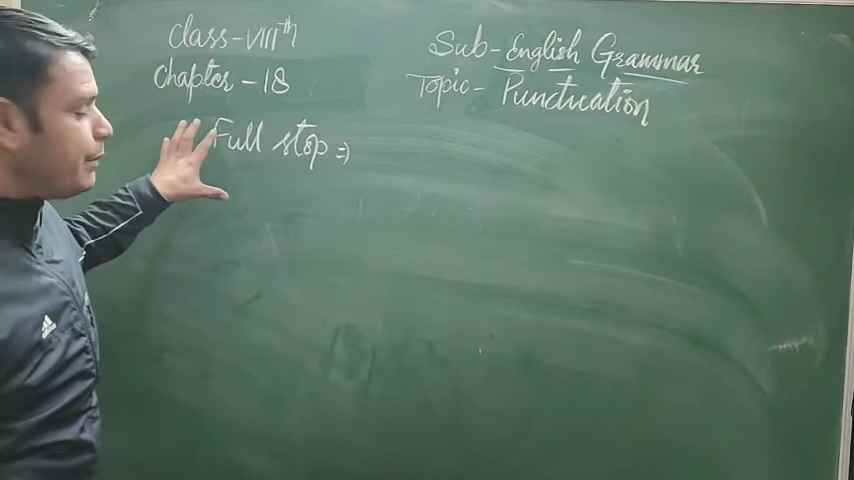 Class - VIIIth
Chapter - 18
Sub - English Grammar
Topic - Punctuation
Full stop ⇒